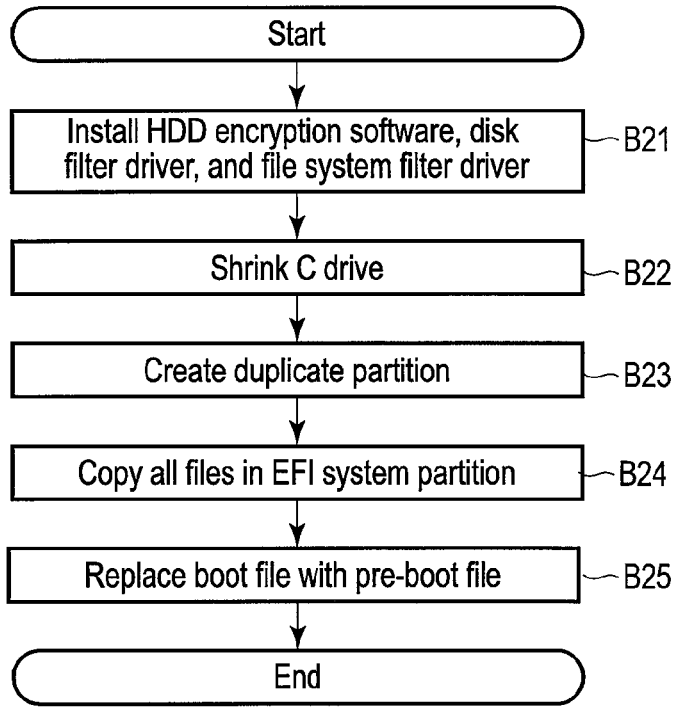 Start
Install HDD encryption software, disk
filter driver, and file system filter driver
B21
Shrink C drive
B22
Create duplicate partition
B23
Copy all files in EFI system partition
B24
Replace boot file with pre-boot file
B25
End